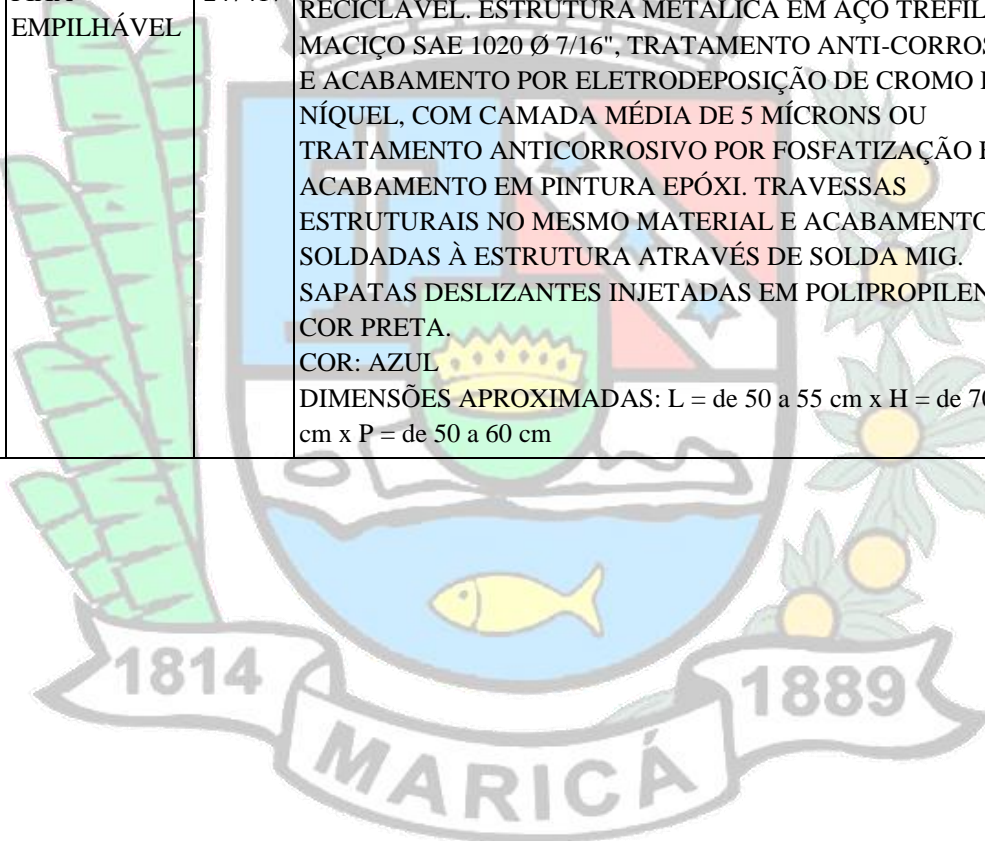 EMPILHÁVEL
RECICLÁVEL. ESTRUTURA METÁLICA EM AÇO TREFIL
MACIÇO SAE 1020 Ø 7/16", TRATAMENTO ANTI-CORROS
E ACABAMENTO POR ELETRODEPOSIÇÃO DE CROMO E
NÍQUEL, COM CAMADA MÉDIA DE 5 MÍCRONS OU
TRATAMENTO ANTICORROSIVO POR FOSFATIZAÇÃO E
ACABAMENTO EM PINTURA EPÓXI. TRAVESSAS
ESTRUTURAIS NO MESMO MATERIAL E ACABAMENTO
SOLDADAS À ESTRUTURA ATRAVÉS DE SOLDA MIG.
SAPATAS DESLIZANTES INJETADAS EM POLIPROPILEN
COR PRETA.
COR: AZUL
DIMENSÕES APROXIMADAS: L = de 50 a 55 cm x H = de 70
cm x P = de 50 a 60 cm
1814
1889
MARICÁ